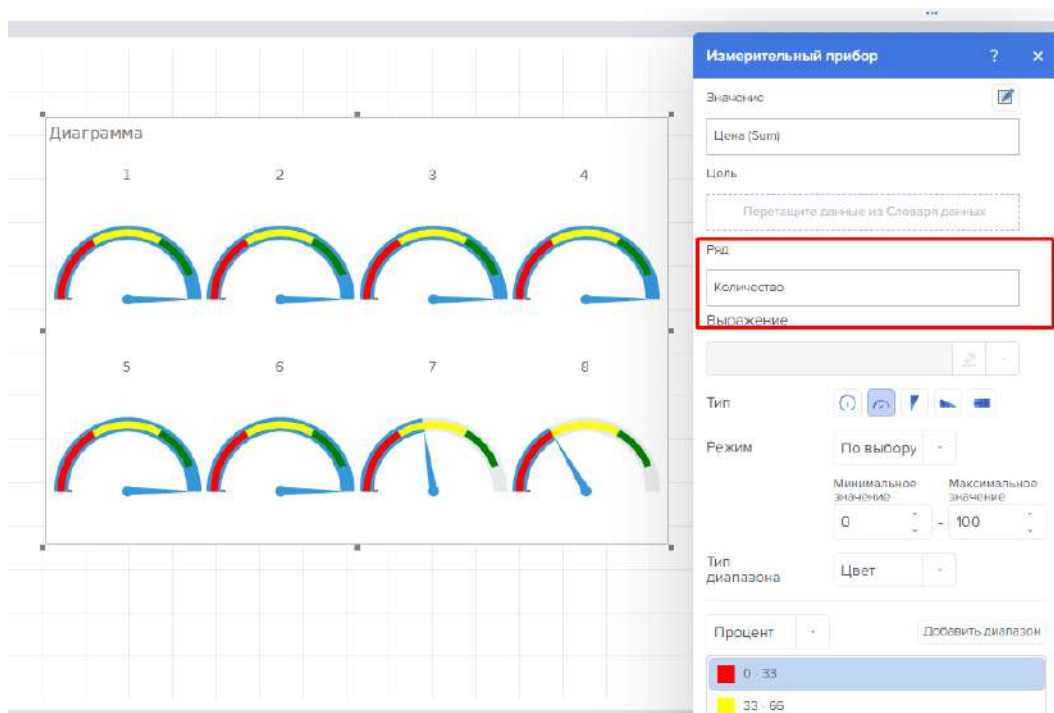 Измерительный прибор ? ×
Значение
Цена (Sum)
Цель
Перетащите данные из Словаря данных
Ряд
Количество
Выражение
Тип
Режим По выбору
Минимальное значение Максимальное значение
0 - 100
Тип диапазона Цвет
Процент Добавить диапазон
0 - 33
33 - 66
Диаграмма
1 2 3 4
5 6 7 8